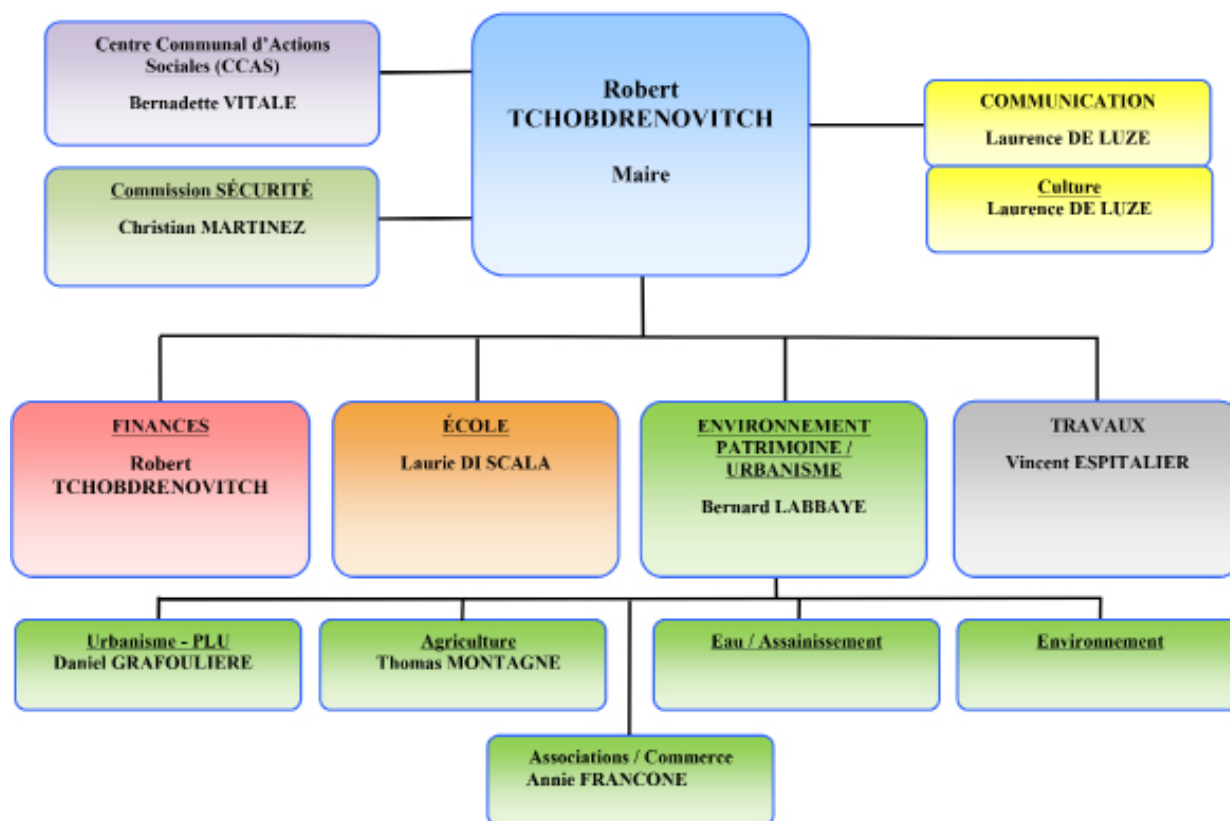 Centre Communal d'Actions
Sociales (CCAS)
Bernadette VITALE
Robert
TCHOBDRENOVITCH
Maire
COMMUNICATION
Laurence DE LUZE
Culture
Laurence DE LUZE
Commission SÉCURITÉ
Christian MARTINEZ
FINANCES
Robert
TCHOBDRENOVITCH
ÉCOLE
Laurie DI SCALA
ENVIRONNEMENT
PATRIMOINE /
URBANISME
Bernard LABBAYE
TRAVAUX
Vincent ESPITALIER
Urbanisme - PLU
Daniel GRAFOULIERE
Agriculture
Thomas MONTAGNE
Eau / Assainissement
Environnement
Associations / Commerce
Annie FRANCONE